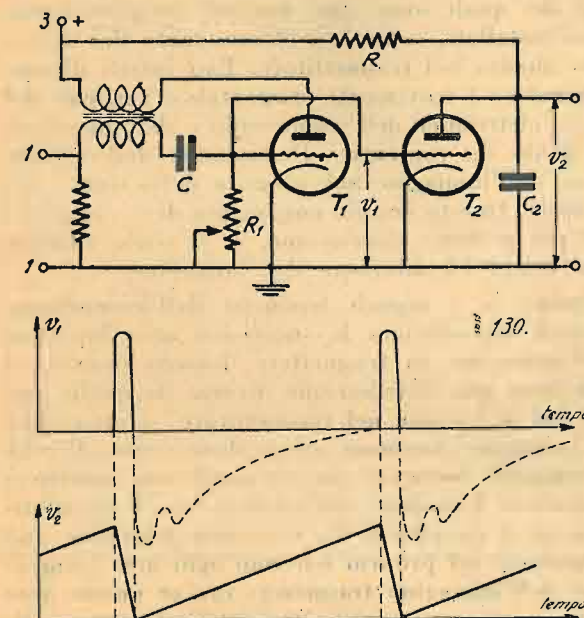 3 +
R
1
C
R₁
T₁
v₁
T₂
C₂
v₂
1
v₁
130.
tempo
v₂
tempo